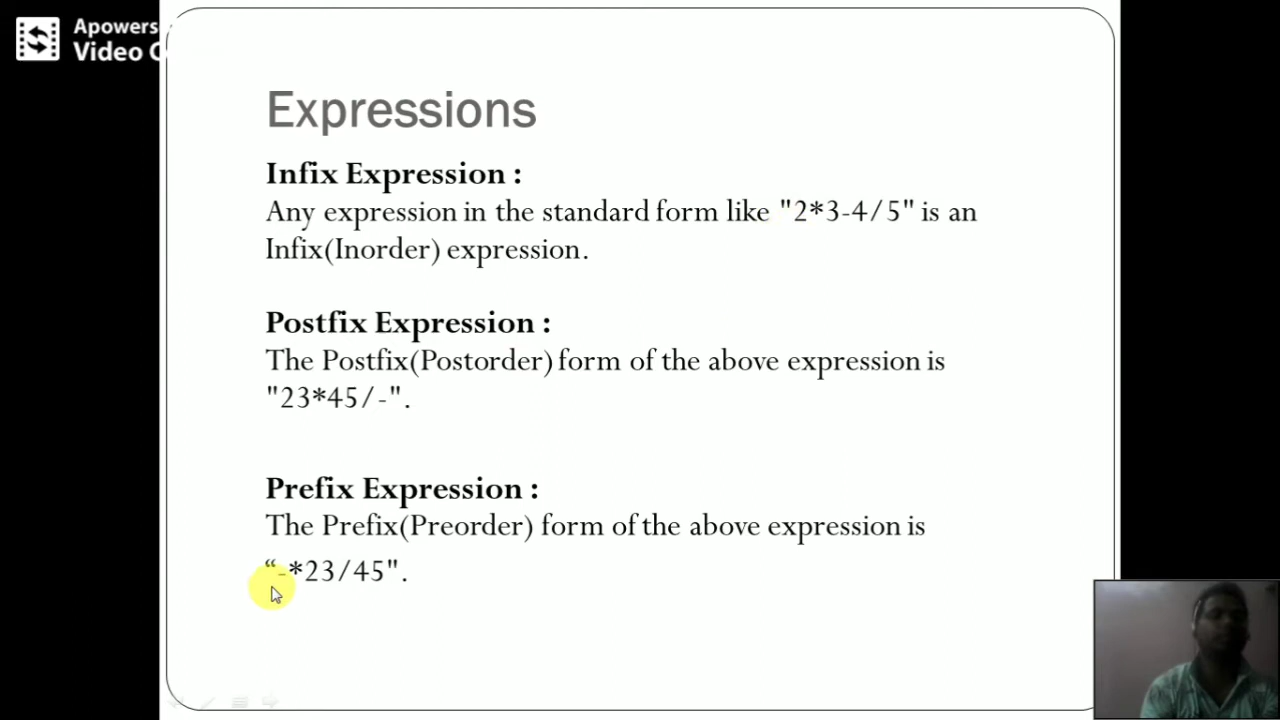 Apowers
Video
Expressions
Infix Expression :
Any expression in the standard form like "2*3-4/5" is an
Infix(Inorder) expression.
Postfix Expression :
The Postfix(Postorder) form of the above expression is
"23*45/-".
Prefix Expression :
The Prefix(Preorder) form of the above expression is
“-*23/45".